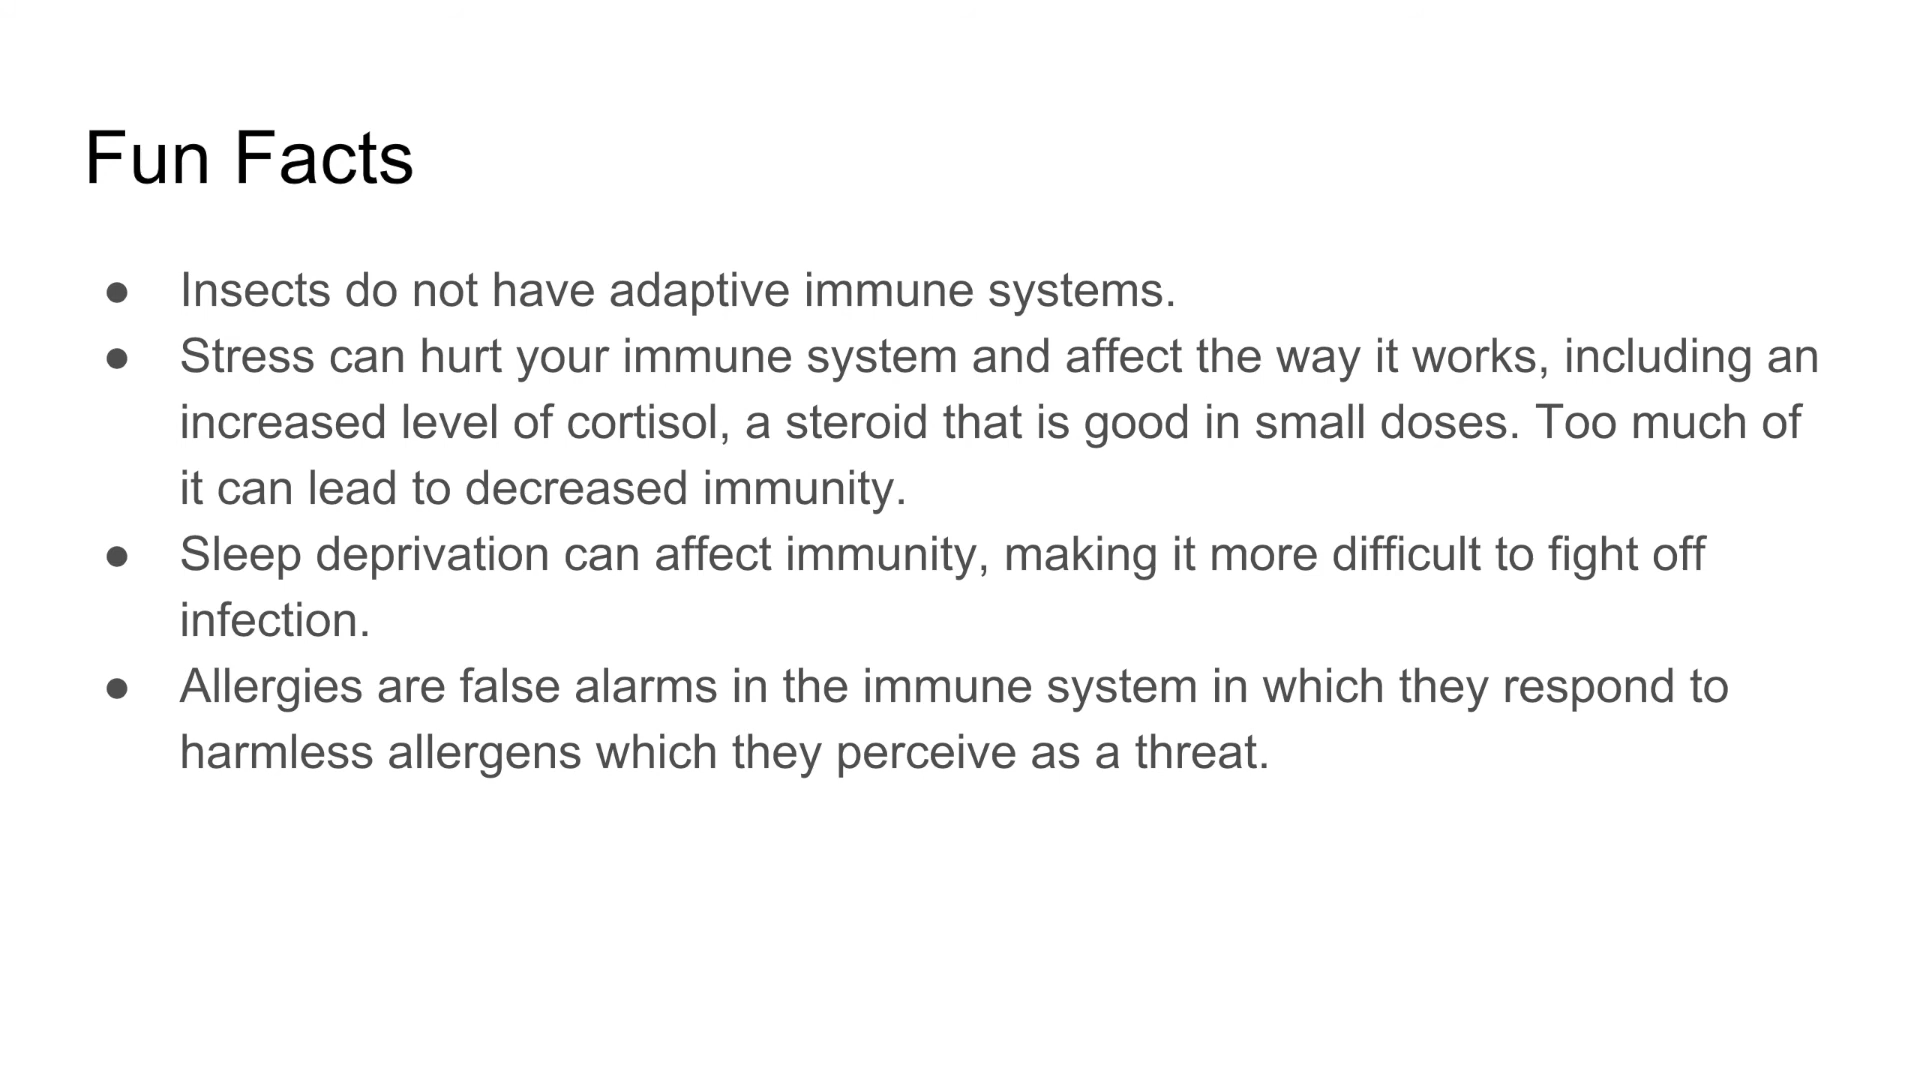 Fun Facts
● Insects do not have adaptive immune systems.
● Stress can hurt your immune system and affect the way it works, including an
increased level of cortisol, a steroid that is good in small doses. Too much of
it can lead to decreased immunity.
● Sleep deprivation can affect immunity, making it more difficult to fight off
infection.
● Allergies are false alarms in the immune system in which they respond to
harmless allergens which they perceive as a threat.